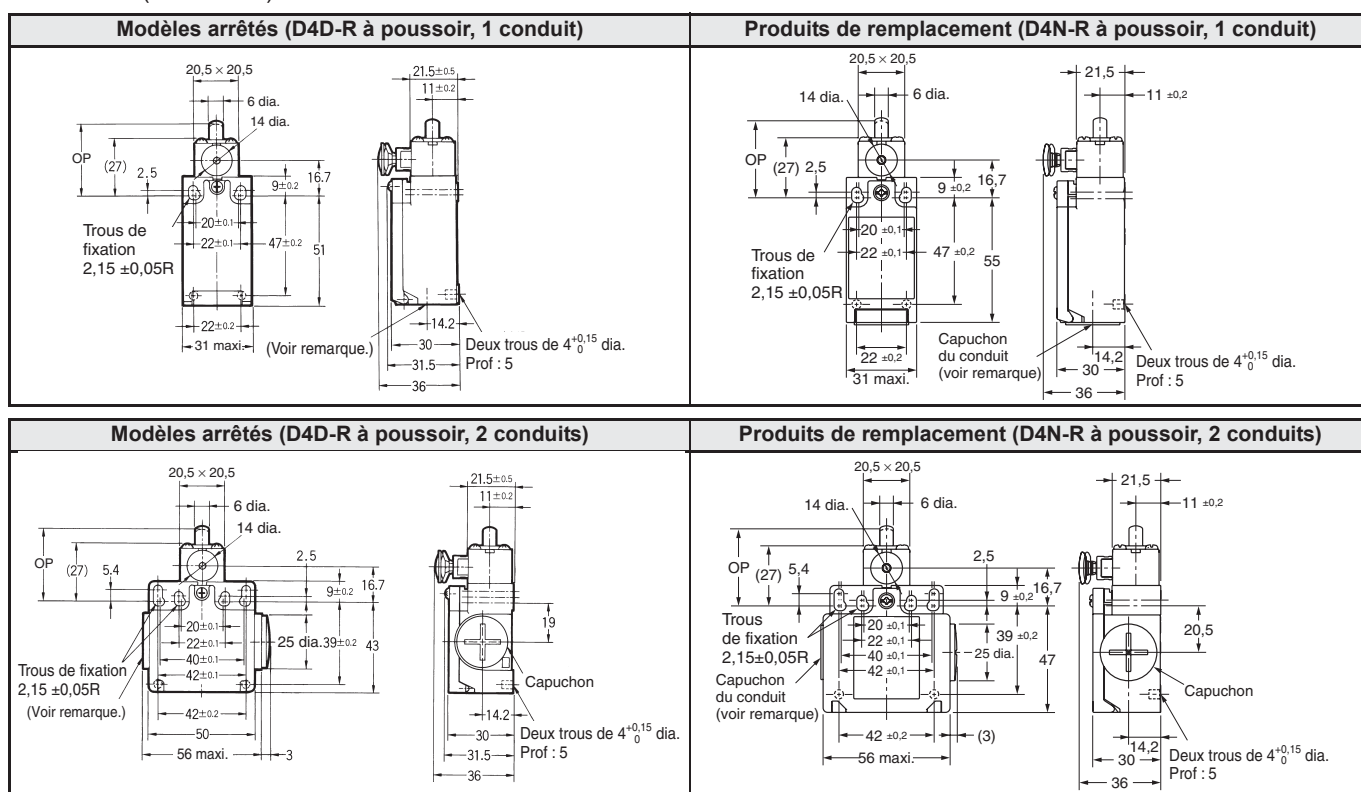 Modèles arrêtés (D4D-R à poussoir, 1 conduit)
20,5 × 20,5
6 dia.
14 dia.
OP
(27)
2.5
9±0.2
16.7
Trous de
fixation
2,15 ±0,05R
20±0.1
22±0.1
47±0.2
51
22±0.2
31 maxi.
21.5±0.5
11±0.2
(Voir remarque.)
14.2
30
31.5
36
Deux trous de 4 +0,15 0 dia.
Prof : 5
Produits de remplacement (D4N-R à poussoir, 1 conduit)
20,5 × 20,5
14 dia.
6 dia.
OP
(27)
2,5
9 ±0,2
16,7
Trous de
fixation
2,15 ±0,05R
20 ±0,1
22 ±0,1
47 ±0,2
55
22 ±0,2
31 maxi.
21,5
11 ±0,2
Capuchon
du conduit
(voir remarque)
14,2
30
36
Deux trous de 4 +0,15 0 dia.
Prof : 5
Modèles arrêtés (D4D-R à poussoir, 2 conduits)
20,5 × 20,5
6 dia.
14 dia.
OP
(27)
5.4
2.5
9±0.2
16.7
20±0.1
22±0.1
40±0.1
42±0.1
25 dia.
39±0.2
43
Trous de fixation
2,15 ±0,05R
(Voir remarque.)
42±0.2
50
56 maxi.
3
21.5±0.5
11±0.2
19
Capuchon
14.2
30
31.5
36
Deux trous de 4 +0,15 0 dia.
Prof : 5
Produits de remplacement (D4N-R à poussoir, 2 conduits)
20,5 × 20,5
14 dia.
6 dia.
OP
(27)
5,4
2,5
9 ±0,2
16,7
Trous
de fixation
2,15±0,05R
Capuchon
du conduit
(voir remarque)
20 ±0,1
22 ±0,1
40 ±0,1
42 ±0,1
39 ±0,2
25 dia.
47
42 ±0,2
(3)
56 maxi.
21,5
11 ±0,2
20,5
Capuchon
14,2
30
36
Deux trous de 4 +0,15 0 dia.
Prof : 5